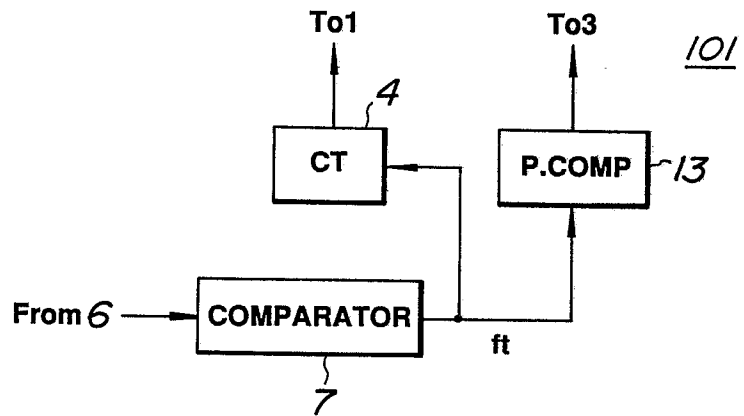 To1
To3
101
4
CT
P.COMP
13
From 6
COMPARATOR
ft
7